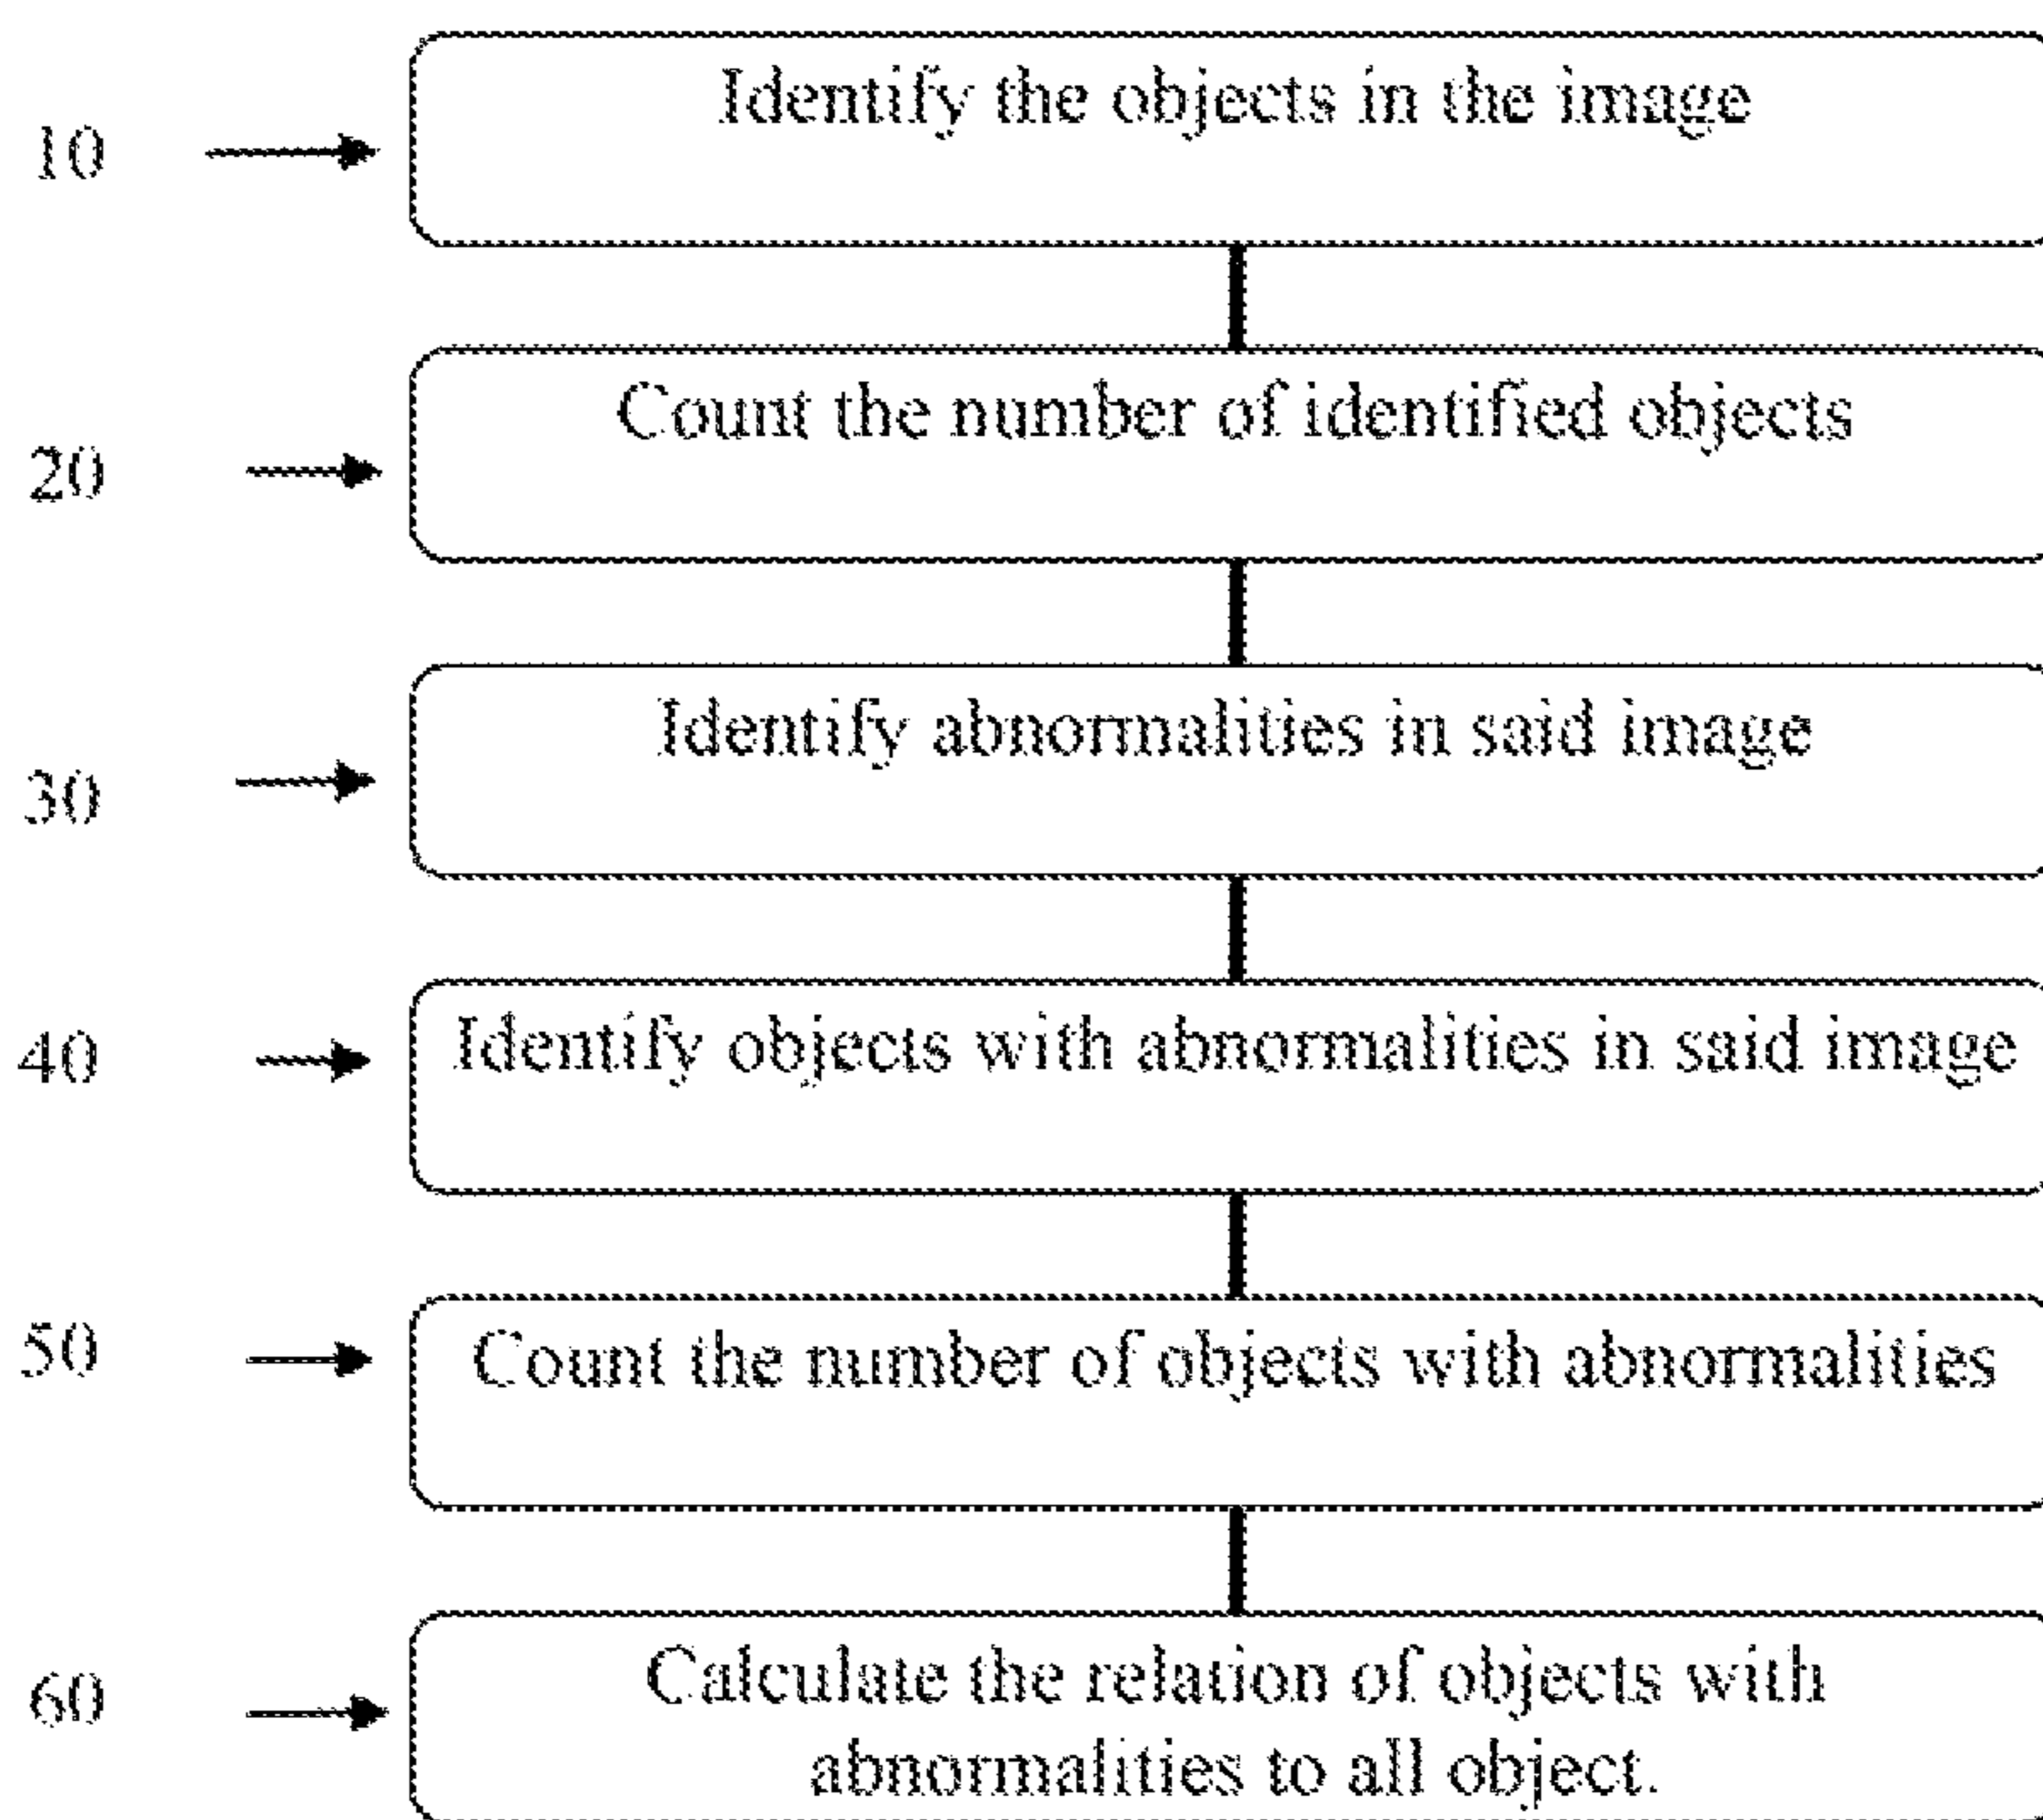 10
Identify the objects in the image
20
Count the number of identified objects
30
Identify abnormalities in said image
40
Identify objects with abnormalities in said image
50
Count the number of objects with abnormalities
60
Calculate the relation of objects with
abnormalities to all object.